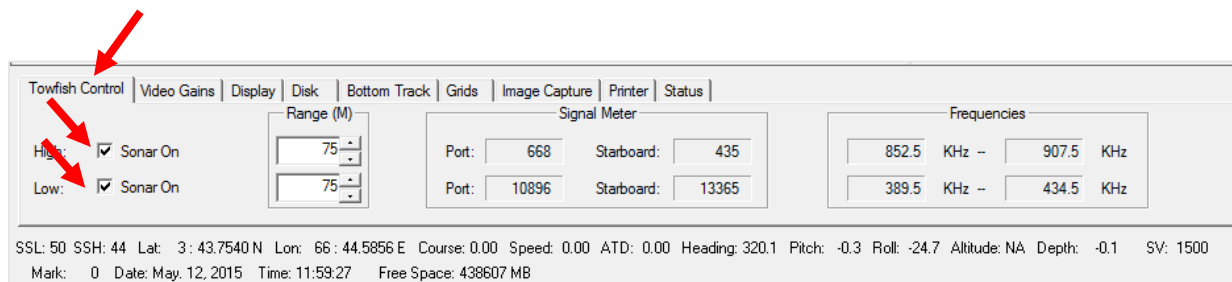 Towfish Control Video Gains Display Disk Bottom Track Grids Image Capture Printer Status
Range (M) Signal Meter Frequencies
High: Sonar On 75 Port: 668 Starboard: 435 852.5 KHz -- 907.5 KHz
Low: Sonar On 75 Port: 10896 Starboard: 13365 389.5 KHz -- 434.5 KHz
SSL: 50 SSH: 44 Lat: 3 : 43.7540 N Lon: 66 : 44.5856 E Course: 0.00 Speed: 0.00 ATD: 0.00 Heading: 320.1 Pitch: -0.3 Roll: -24.7 Altitude: NA Depth: -0.1 SV: 1500
Mark: 0 Date: May. 12, 2015 Time: 11:59:27 Free Space: 438607 MB